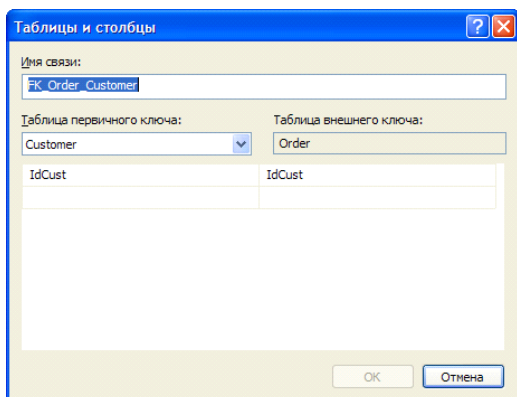 Таблицы и столбцы
Имя связи:
FK_Order_Customer
Таблица первичного ключа: Таблица внешнего ключа:
Customer Order
IdCust IdCust
OK Отмена